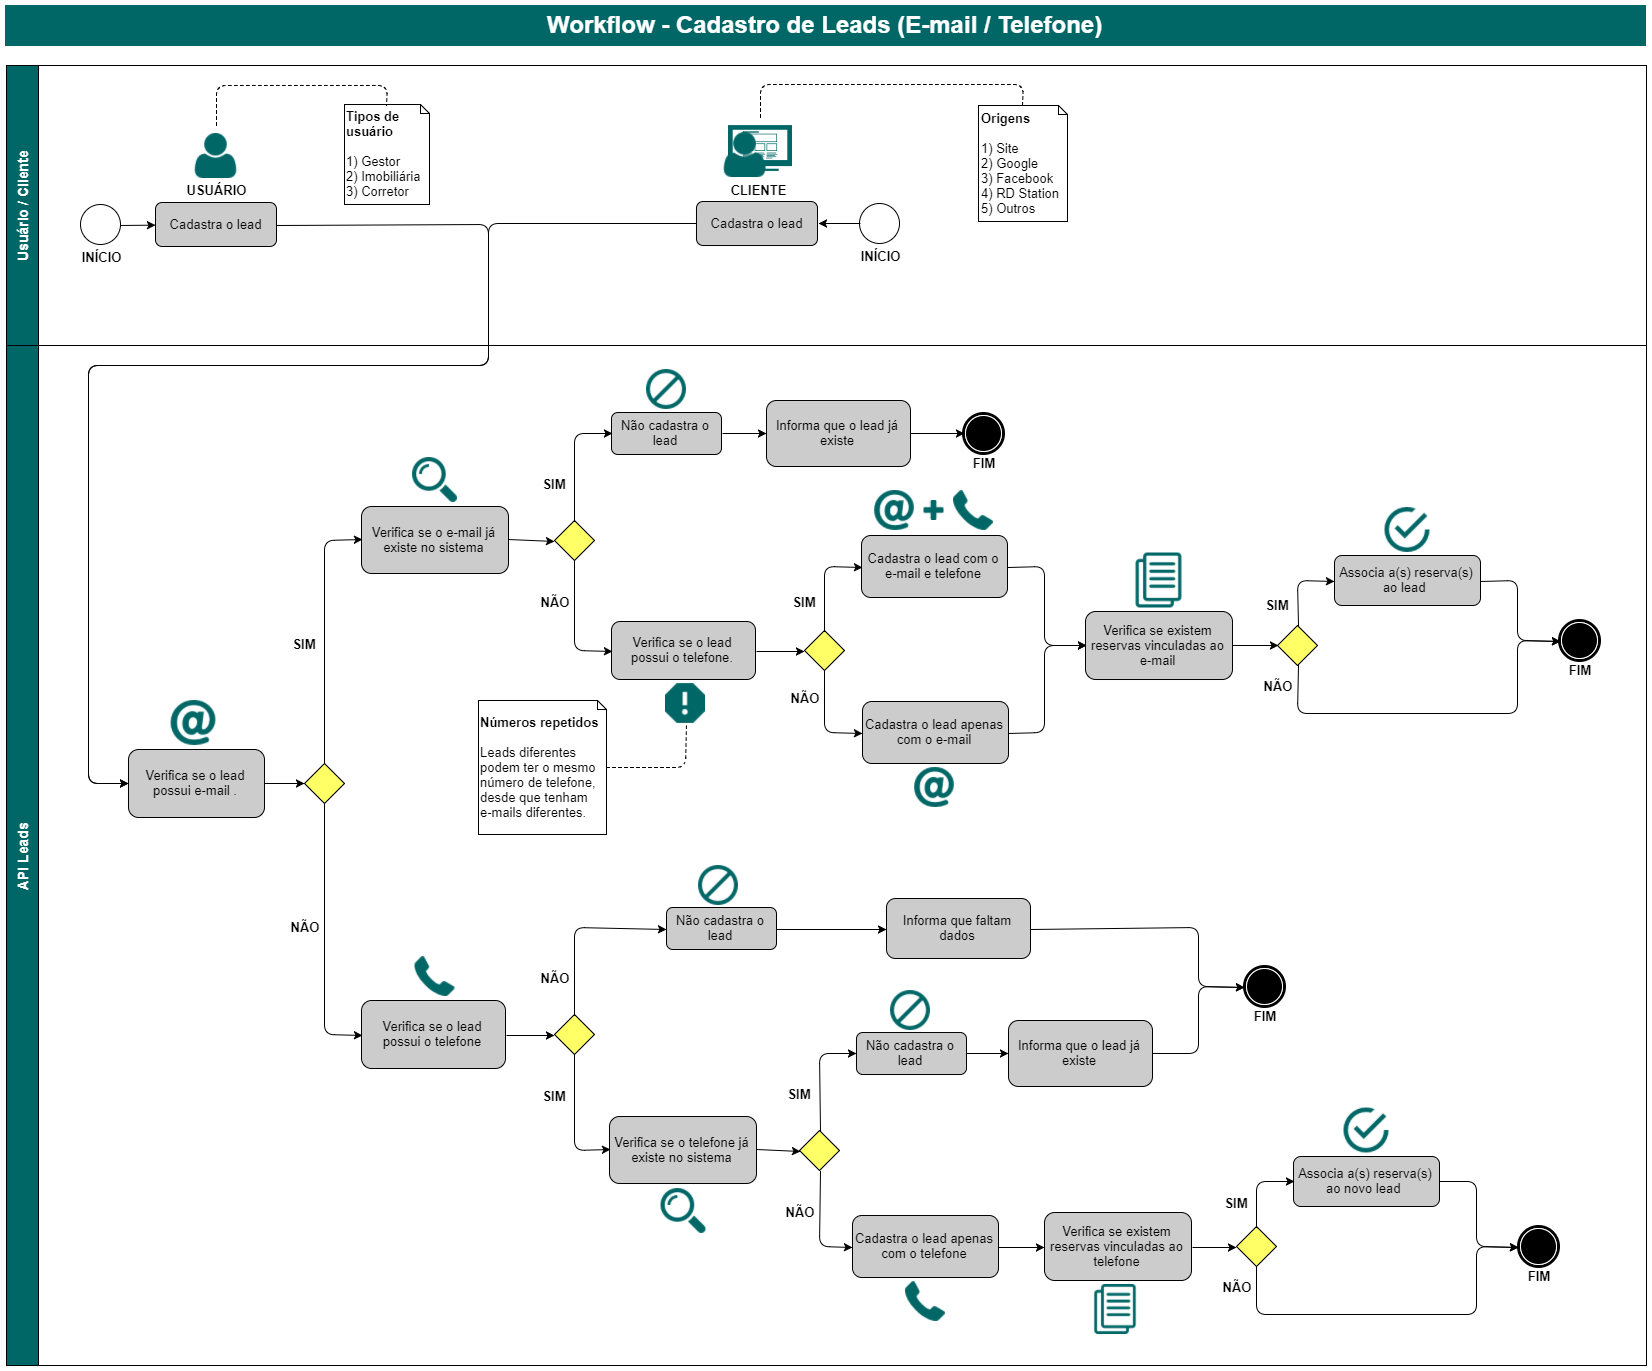 Workflow - Cadastro de Leads (E-mail / Telefone)
Usuário / Cliente
Tipos de
usuário
1) Gestor
2) Imobiliária
3) Corretor
USUÁRIO
Cadastra o lead
INÍCIO
Origens
1) Site
2) Google
3) Facebook
4) RD Station
5) Outros
CLIENTE
Cadastra o lead
INÍCIO
API Leads
Não cadastra o
lead
Informa que o lead já
existe
FIM
SIM
Verifica se o e-mail já
existe no sistema
NÃO
Cadastra o lead com o
e-mail e telefone
SIM
Verifica se o lead
possui o telefone.
NÃO
Cadastra o lead apenas
com o e-mail
Verifica se existem
reservas vinculadas ao
e-mail
SIM
Associa a(s) reserva(s)
ao lead
NÃO
FIM
SIM
Números repetidos
Leads diferentes
podem ter o mesmo
número de telefone,
desde que tenham
e-mails diferentes.
Verifica se o lead
possui e-mail .
NÃO
Não cadastra o
lead
Informa que faltam
dados
NÃO
Verifica se o lead
possui o telefone
FIM
Não cadastra o
lead
Informa que o lead já
existe
SIM
SIM
Verifica se o telefone já
existe no sistema
NÃO
Cadastra o lead apenas
com o telefone
Verifica se existem
reservas vinculadas ao
telefone
SIM
Associa a(s) reserva(s)
ao novo lead
NÃO
FIM